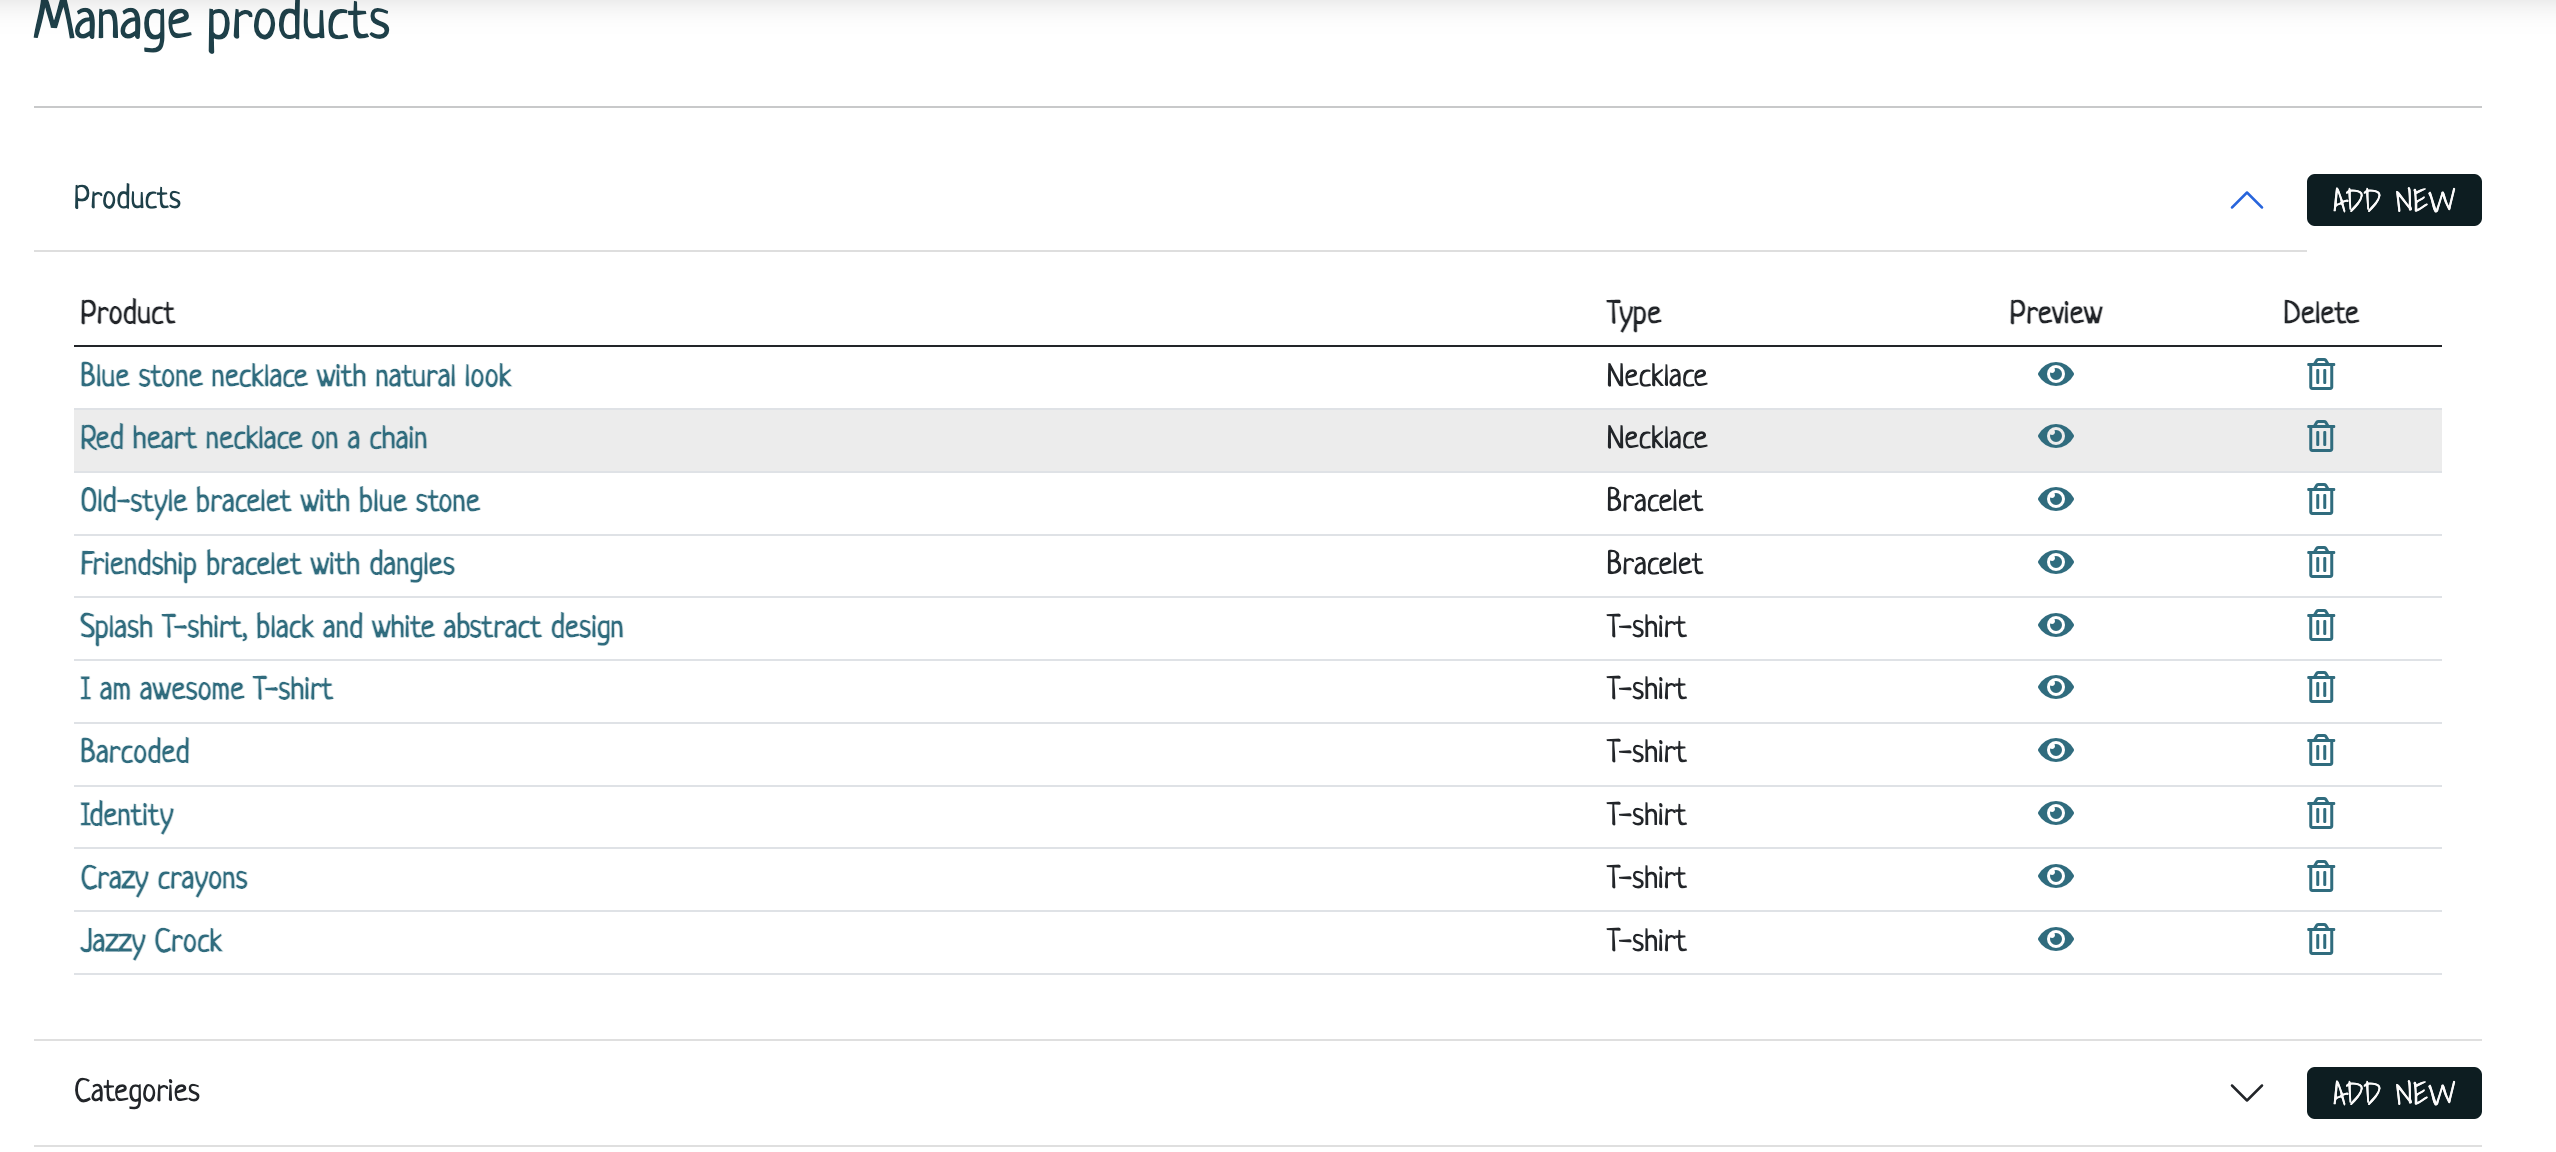 Manage products
Products
ADD NEW
Product Type Preview Delete
Blue stone necklace with natural look Necklace
Red heart necklace on a chain Necklace
Old-style bracelet with blue stone Bracelet
Friendship bracelet with dangles Bracelet
Splash T-shirt, black and white abstract design T-shirt
I am awesome T-shirt T-shirt
Barcoded T-shirt
Identity T-shirt
Crazy crayons T-shirt
Jazzy Crock T-shirt
Categories
ADD NEW